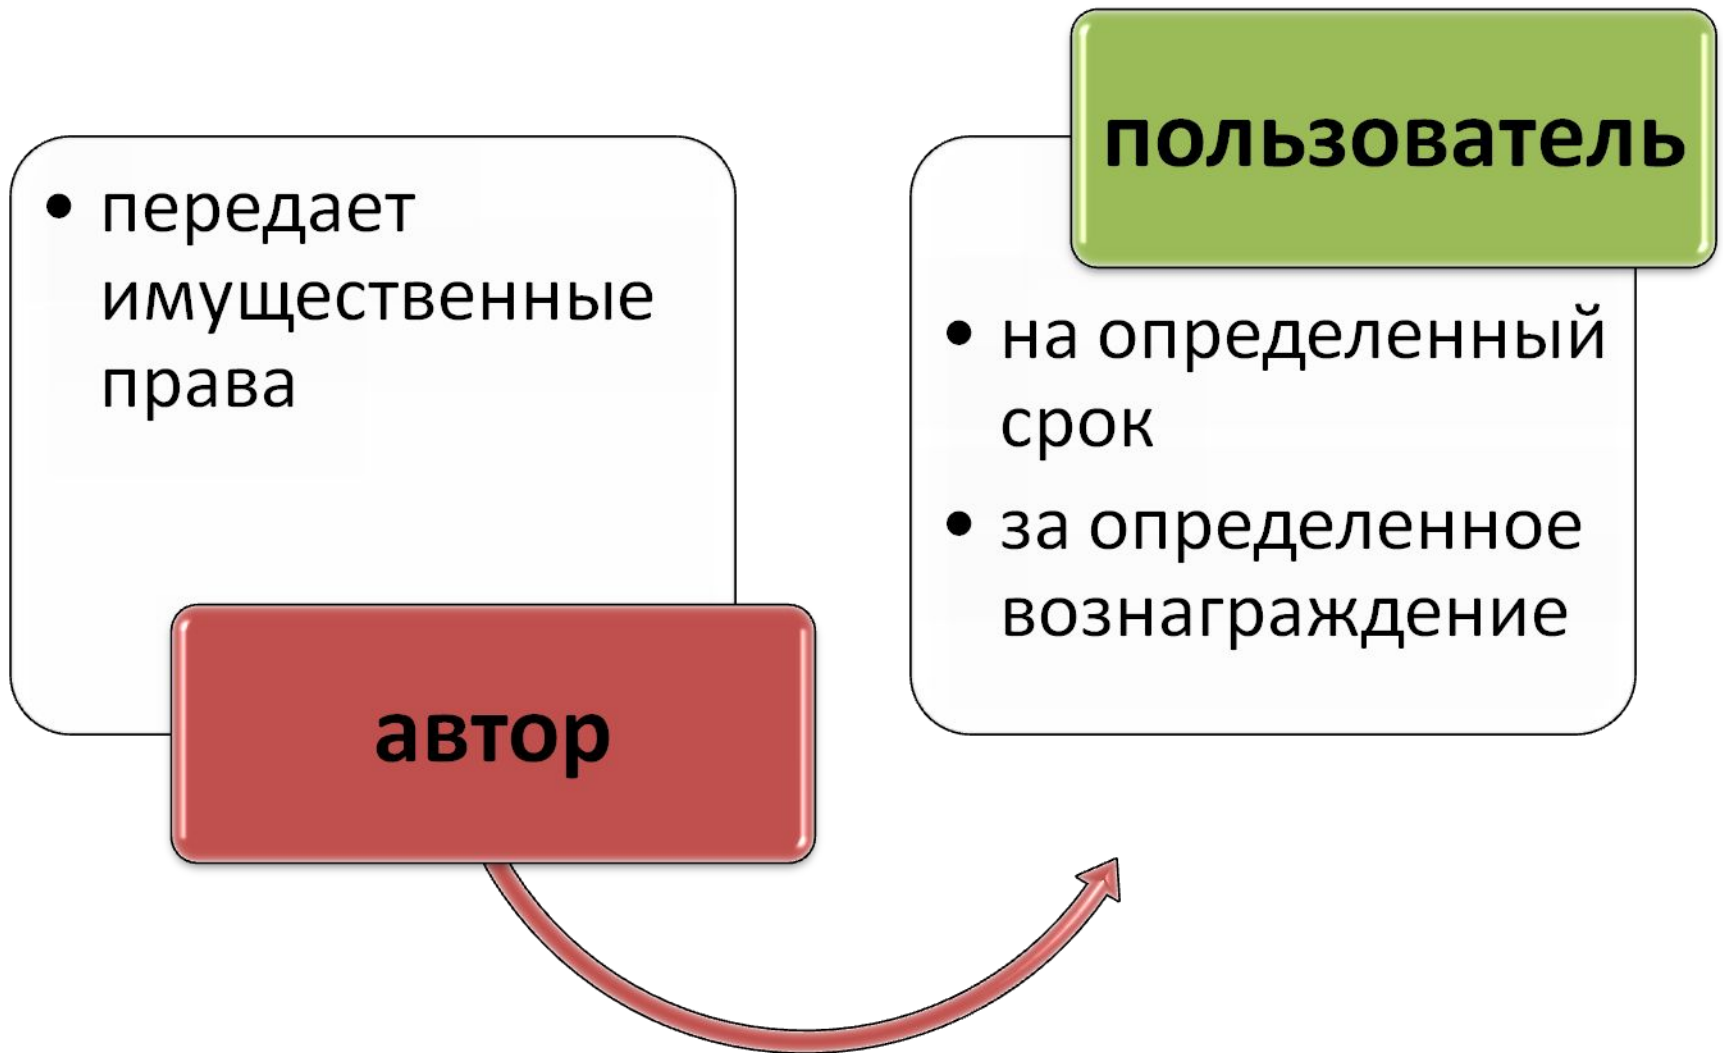 • передает
имущественные
права
автор
пользователь
• на определенный
срок
• за определенное
вознаграждение